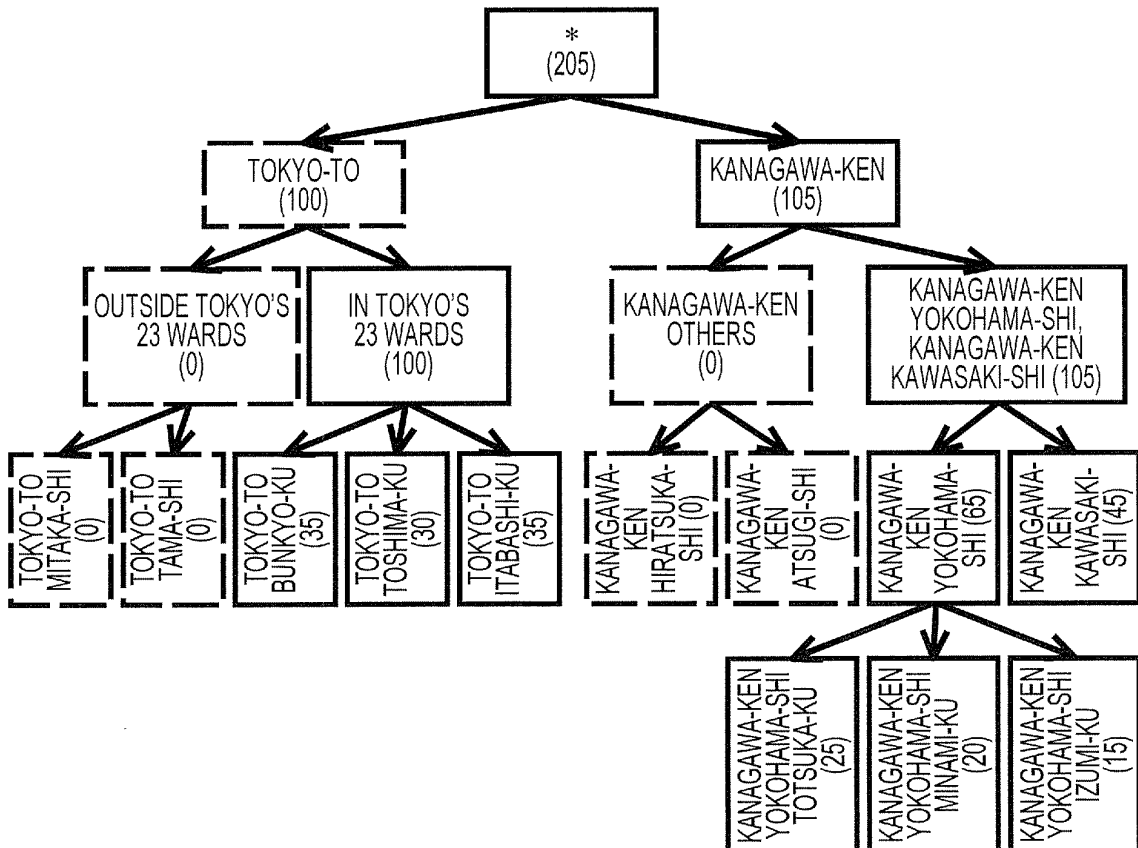 *
(205)
TOKYO-TO
(100)
KANAGAWA-KEN
(105)
OUTSIDE TOKYO'S
23 WARDS
(0)
IN TOKYO'S
23 WARDS
(100)
KANAGAWA-KEN
OTHERS
(0)
KANAGAWA-KEN
YOKOHAMA-SHI,
KANAGAWA-KEN
KAWASAKI-SHI (105)
TOKYO-TO
MITAKA-SHI
(0)
TOKYO-TO
TAMA-SHI
(0)
TOKYO-TO
BUNKYO-KU
(35)
TOKYO-TO
TOSHIMA-KU
(30)
TOKYO-TO
ITABASHI-KU
(35)
KANAGAWA-
KEN
HIRATSUKA-
SHI (0)
KANAGAWA-
KEN
ATSUGI-SHI
(0)
KANAGAWA-
KEN
YOKOHAMA-
SHI (65)
KANAGAWA-
KEN
KAWASAKI-
SHI (45)
KANAGAWA-KEN
YOKOHAMA-SHI
TOTSUKA-KU
(25)
KANAGAWA-KEN
YOKOHAMA-SHI
MINAMI-KU
(20)
KANAGAWA-KEN
YOKOHAMA-SHI
IZUMI-KU
(15)